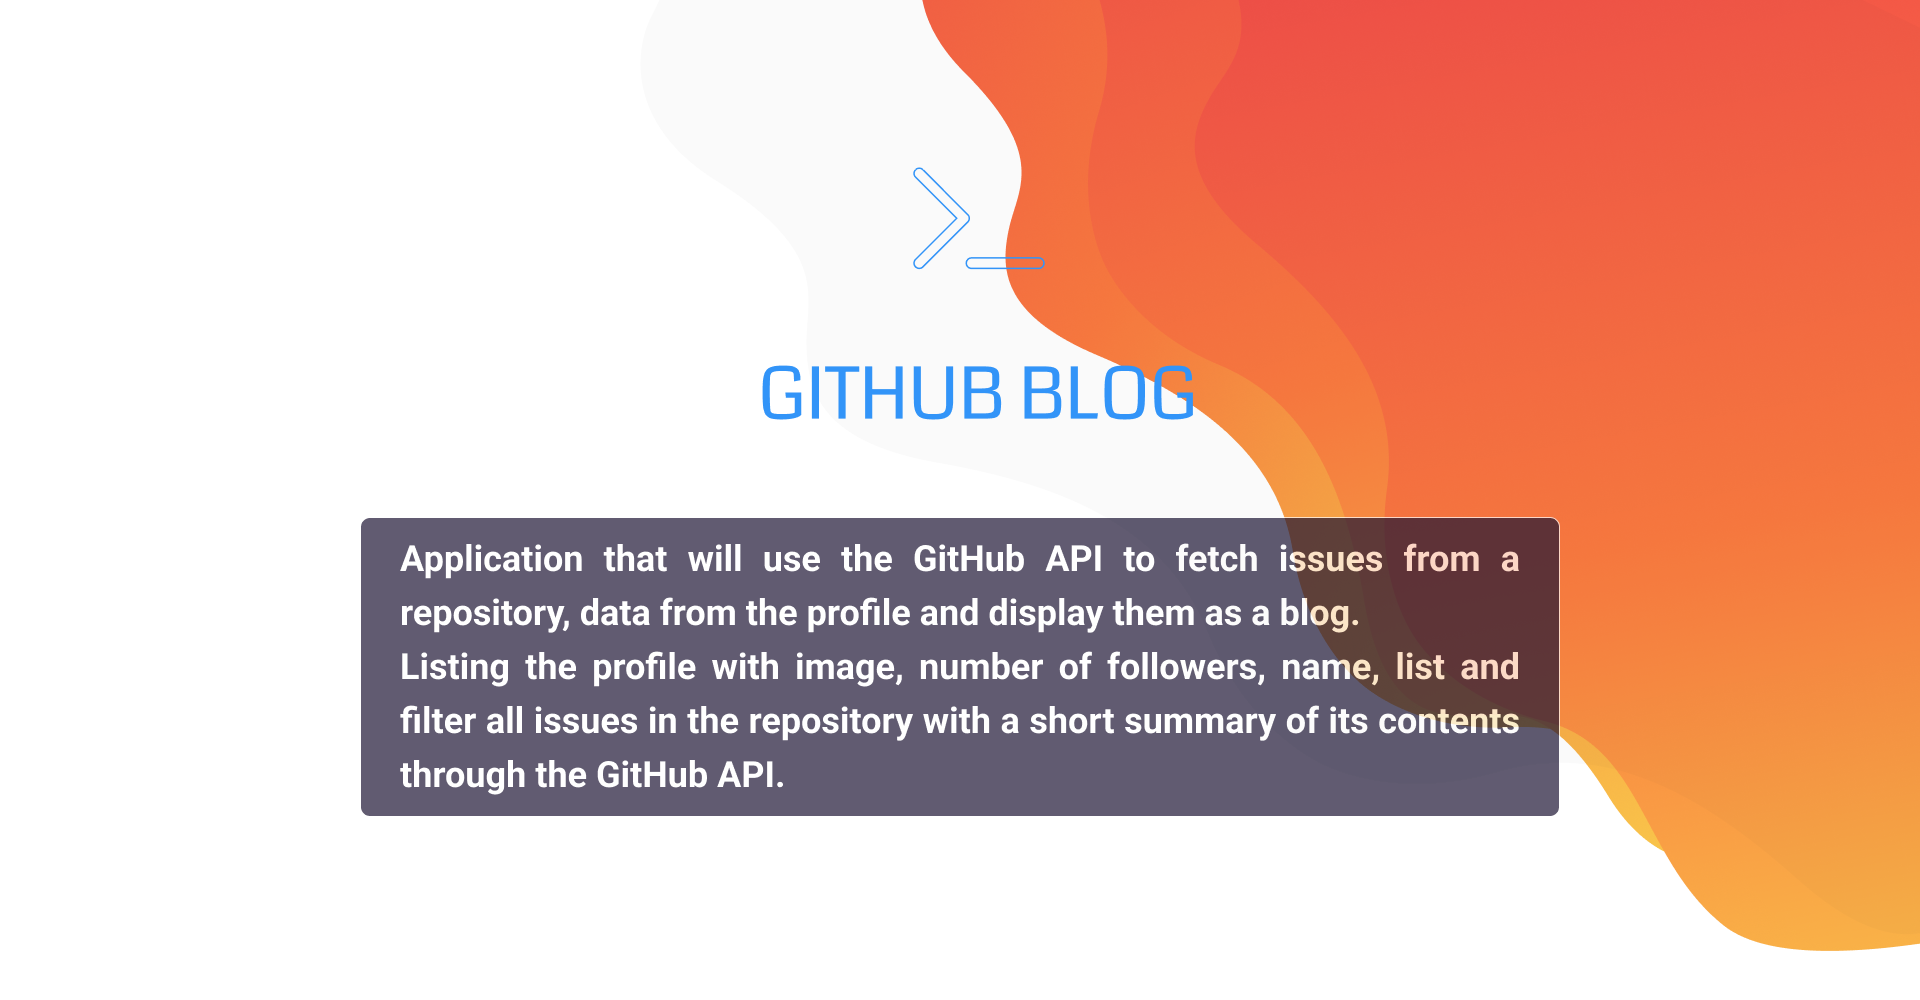 GITHUB BLOG
Application that will use the GitHub API to fetch issues from a
repository, data from the profile and display them as a blog.
Listing the profile with image, number of followers, name, list and
filter all issues in the repository with a short summary of its contents
through the GitHub API.